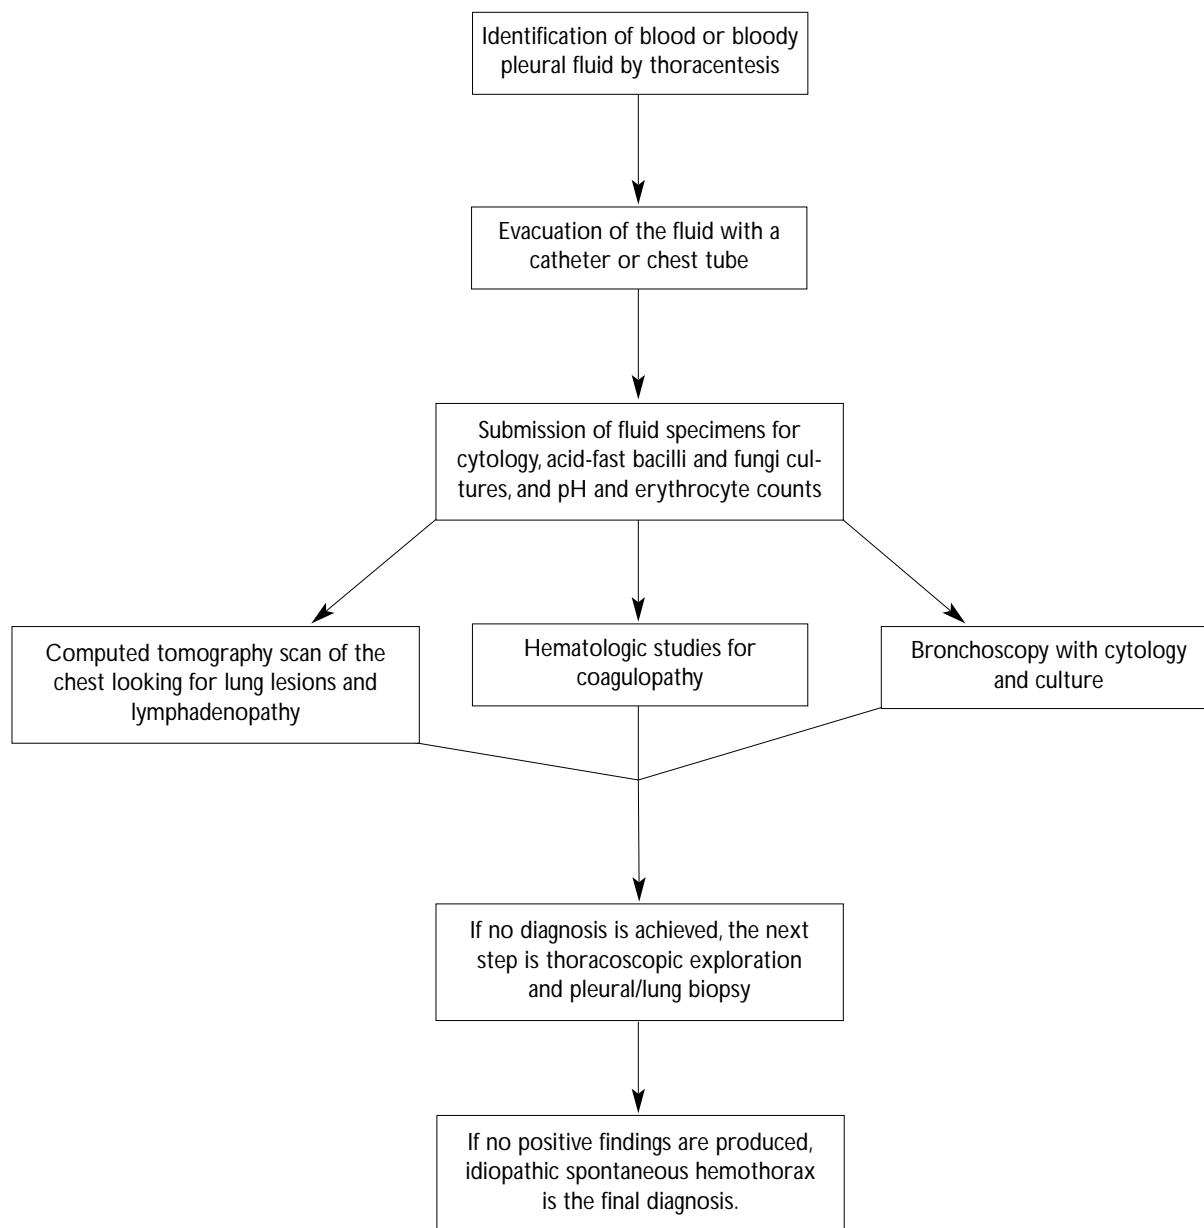 Identification of blood or bloody
pleural fluid by thoracentesis
Evacuation of the fluid with a
catheter or chest tube
Submission of fluid specimens for
cytology, acid-fast bacilli and fungi cul-
tures, and pH and erythrocyte counts
Computed tomography scan of the
chest looking for lung lesions and
lymphadenopathy
Hematologic studies for
coagulopathy
Bronchoscopy with cytology
and culture
If no diagnosis is achieved, the next
step is thoracoscopic exploration
and pleural/lung biopsy
If no positive findings are produced,
idiopathic spontaneous hemothorax
is the final diagnosis.